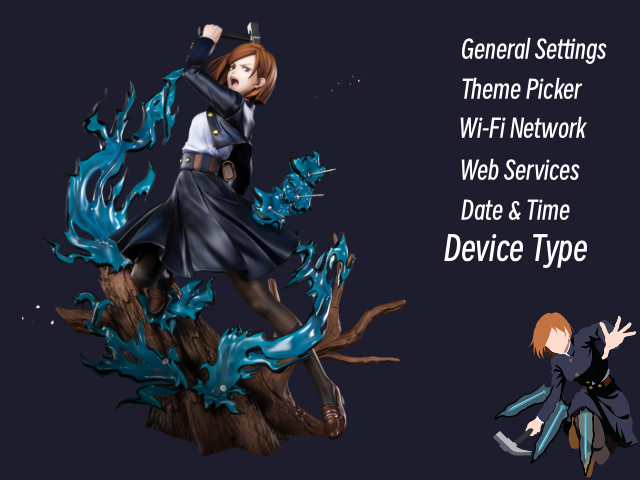 General Settings
Theme Picker
Wi-Fi Network
Web Services
Date & Time
Device Type